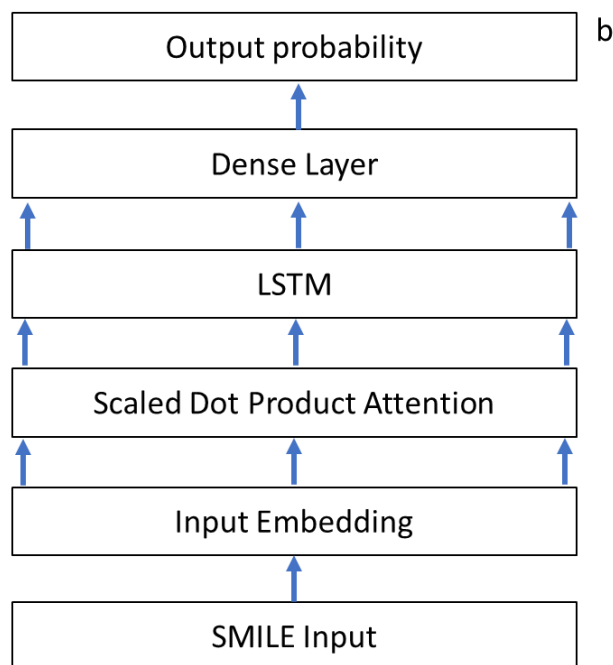 Output probability
b
Dense Layer
LSTM
Scaled Dot Product Attention
Input Embedding
SMILE Input